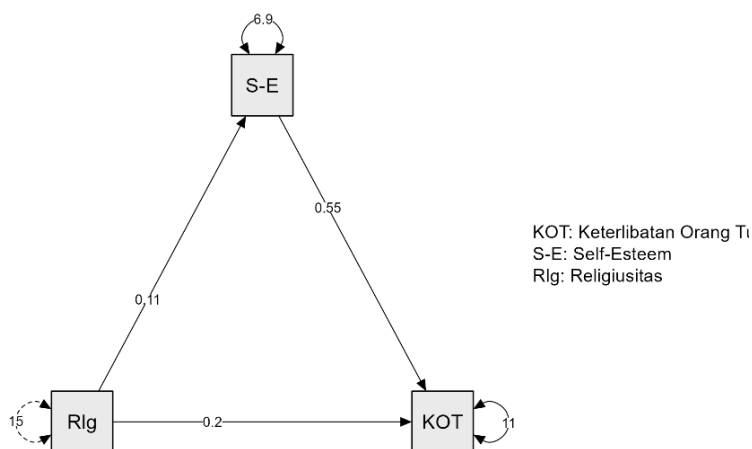 6.9
S-E
0.55
KOT: Keterlibatan Orang
S-E: Self-Esteem
Rlg: Religiusitas
0.11
15
Rlg
0.2
KOT
11